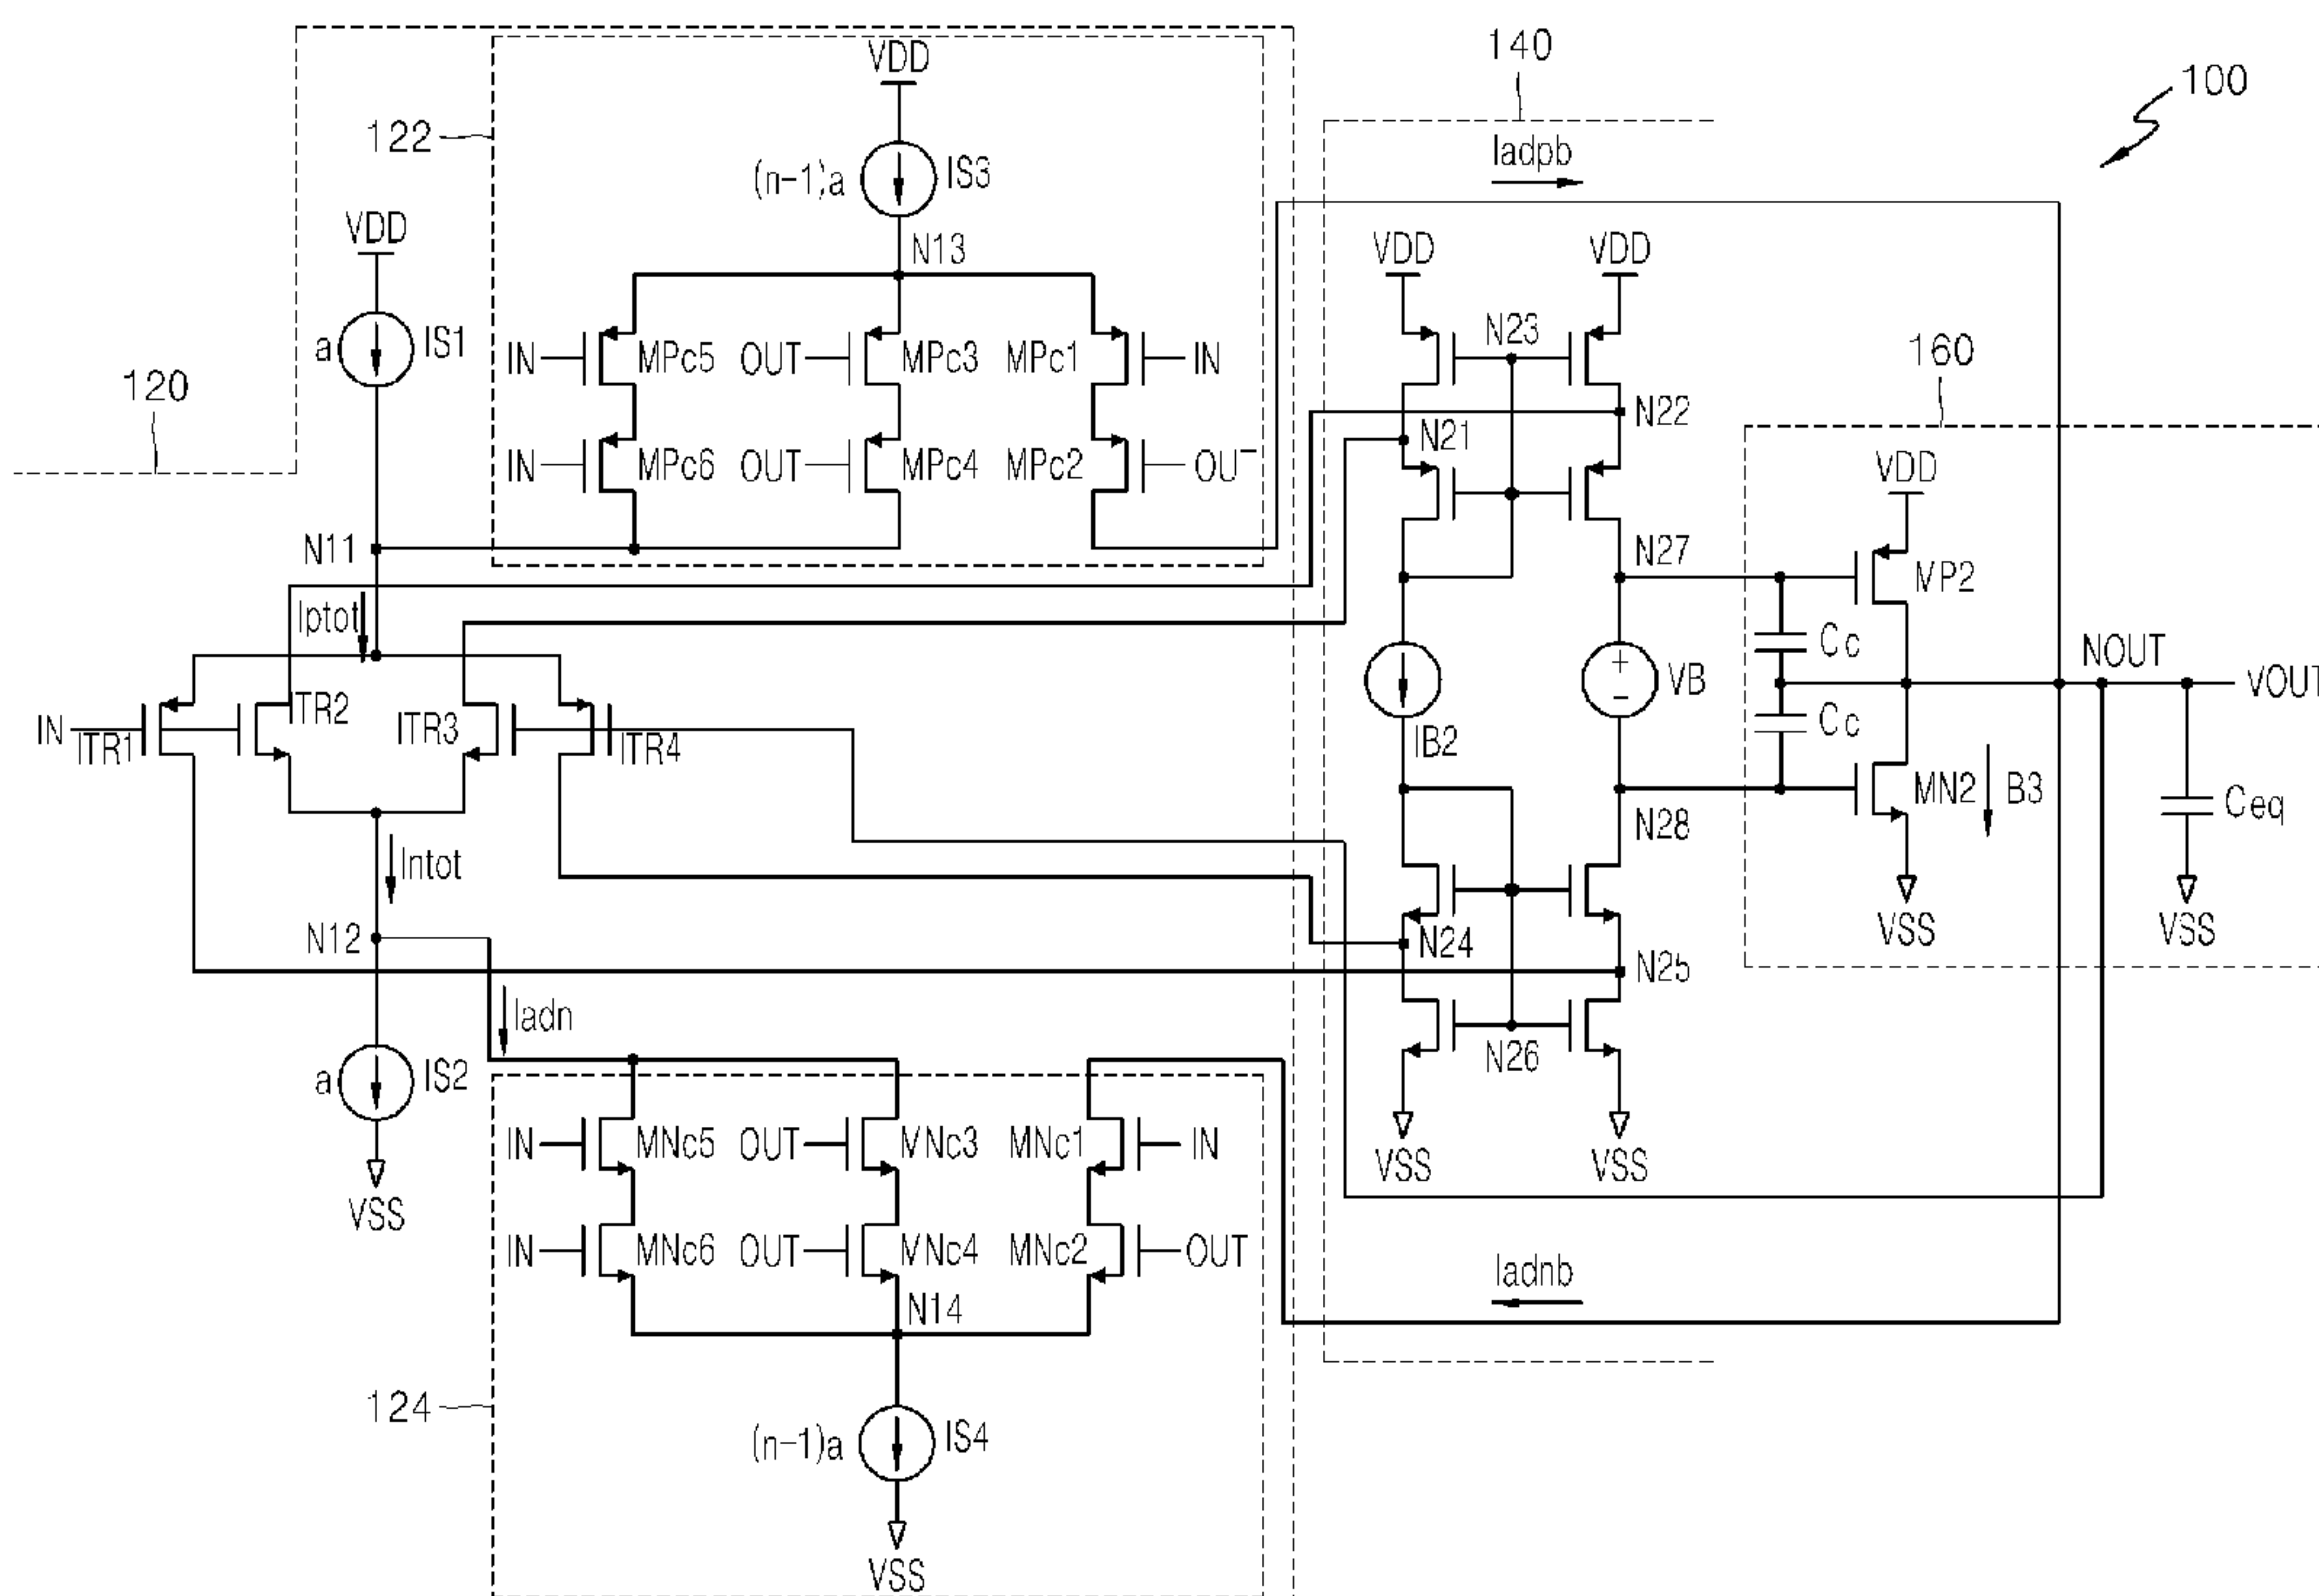 140
100
VDD
122
Iadpb
(n-1)a
IS3
VDD
N13
VDD
VDD
a
IS1
IN
MPc5
OUT
MPc3
MPc1
IN
N23
160
120
N22
N21
IN
MPc6
OUT
MPc4
MPc2
OU
VDD
N11
N27
MP2
Iptot
Cc
NOUT
VB
VOUT
IN
ITR1
ITR2
ITR3
ITR4
Cc
IB2
MN2
B3
Ceq
N28
Intot
N12
N24
VSS
VSS
N25
Iadn
N26
a
IS2
IN
MNc5
OUT
VNc3
MNc1
IN
VSS
VSS
VSS
IN
MNc6
OUT
VNc4
MNc2
OUT
Iadnb
N14
124
(n-1)a
IS4
VSS